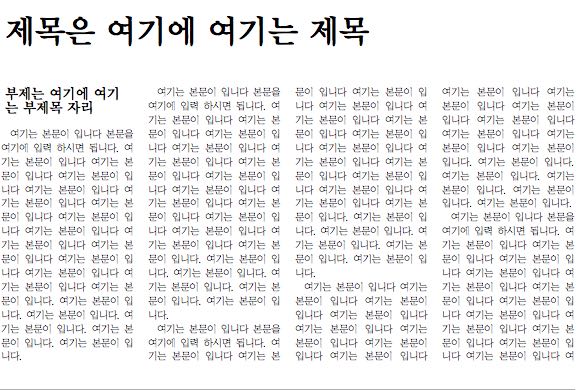 제목은 여기에 여기는 제목
부제는 여기에 여기
는 부제목 자리
여기는 본문이 입니다 본문을
여기에 입력 하시면 됩니다. 여
기는 본문이 입니다 여기는 본
문이 입니다 여기는 본문이 입
니다 여기는 본문이 입니다 여
기는 본문이 입니다 여기는 본
문이 입니다 여기는 본문이 입
니다 여기는 본문이 입니다 여
기는 본문이 입니다 여기는 본
문이 입니다 여기는 본문이 입
니다 여기는 본문이 입니다 여
기는 본문이 입니다 여기는 본
문이 입니다. 여기는 본문이 입
니다. 여기는 본문이 입니다. 여
기는 본문이 입니다. 여기는 본
문이 입니다. 여기는 본문이 입
니다.
여기는 본문이 입니다 본문을
여기에 입력 하시면 됩니다. 여
기는 본문이 입니다 여기는 본
문이 입니다 여기는 본문이 입
니다 여기는 본문이 입니다 여
기는 본문이 입니다 여기는 본
문이 입니다 여기는 본문이 입
니다 여기는 본문이 입니다 여
기는 본문이 입니다 여기는 본
문이 입니다 여기는 본문이 입
니다 여기는 본문이 입니다 여
기는 본문이 입니다 여기는 본
문이 입니다. 여기는 본문이 입
니다. 여기는 본문이 입니다. 여
기는 본문이 입니다. 여기는 본
문이 입니다. 여기는 본문이 입
니다.
여기는 본문이 입니다 본문을
여기에 입력 하시면 됩니다. 여
기는 본문이 입니다 여기는 본
문이 입니다 여기는 본문이 입
니다 여기는 본문이 입니다 여
기는 본문이 입니다 여기는 본
문이 입니다 여기는 본문이 입
니다 여기는 본문이 입니다 여
기는 본문이 입니다 여기는 본
문이 입니다 여기는 본문이 입
니다 여기는 본문이 입니다 여
기는 본문이 입니다 여기는 본
문이 입니다. 여기는 본문이 입
니다. 여기는 본문이 입니다. 여
기는 본문이 입니다. 여기는 본
문이 입니다. 여기는 본문이 입
니다.
여기는 본문이 입니다 여기는
본문이 입니다 여기는 본문이
입니다 여기는 본문이 입니다
여기는 본문이 입니다 여기는
본문이 입니다 여기는 본문이
입니다 여기는 본문이 입니다
여기는 본문이 입니다 여기는
본문이 입니다 여기는 본문이
입니다 여기는 본문이 입니다
여기는 본문이 입니다 여기는
본문이 입니다 여기는 본문이
입니다. 여기는 본문이 입니다.
여기는 본문이 입니다. 여기는
본문이 입니다. 여기는 본문이
입니다. 여기는 본문이 입니다.
여기는 본문이 입니다 본문을
여기에 입력 하시면 됩니다. 여
기는 본문이 입니다 여기는 본
문이 입니다 여기는 본문이 입
니다 여기는 본문이 입니다 여
기는 본문이 입니다 여기는 본
문이 입니다 여기는 본문이 입
니다 여기는 본문이 입니다 여
기는 본문이 입니다 여기는 본
문이 입니다 여기는 본문이 입
니다 여기는 본문이 입니다 여